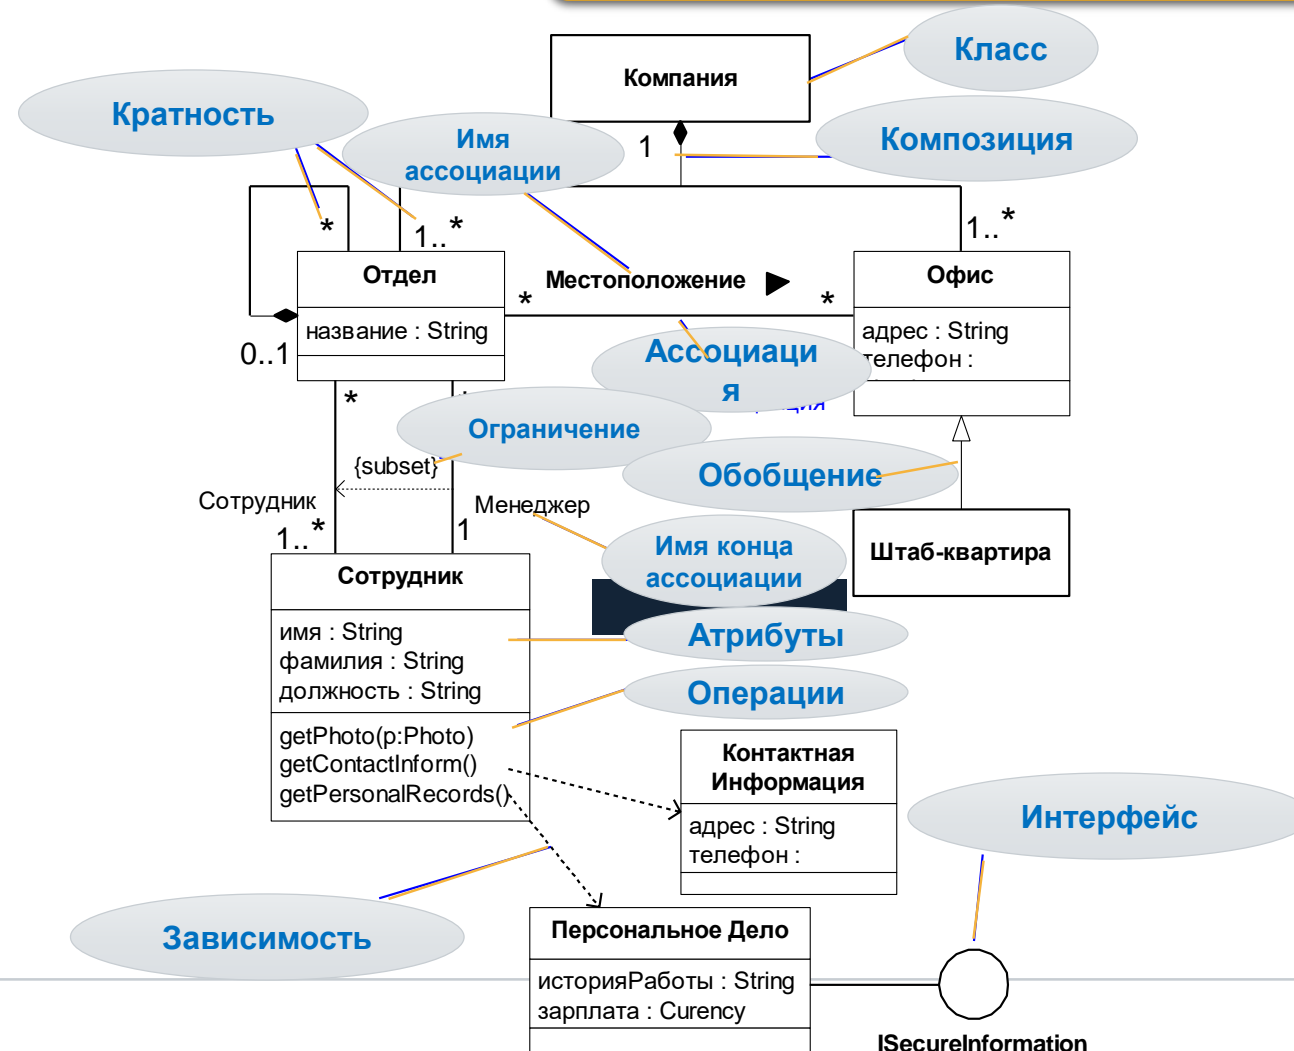 Класс
Компания
Кратность
Имя
ассоциации
1
Композиция
*
1..*
1..*
Отдел
Местоположение
Офис
*
*
название : String
адрес : String
телефон :
0..1
Ассоциаци
я
*
Ограничение
{subset}
Обобщение
Сотрудник
Менеджер
1..*
1
Имя конца
ассоциации
Штаб-квартира
Сотрудник
имя : String
фамилия : String
должность : String
Атрибуты
Операции
getPhoto(p:Photo)
getContactInform()
getPersonalRecords()
Контактная
Информация
адрес : String
телефон :
Интерфейс
Зависимость
Персональное Дело
историяРаботы : String
зарплата : Curency
ISecureInformation